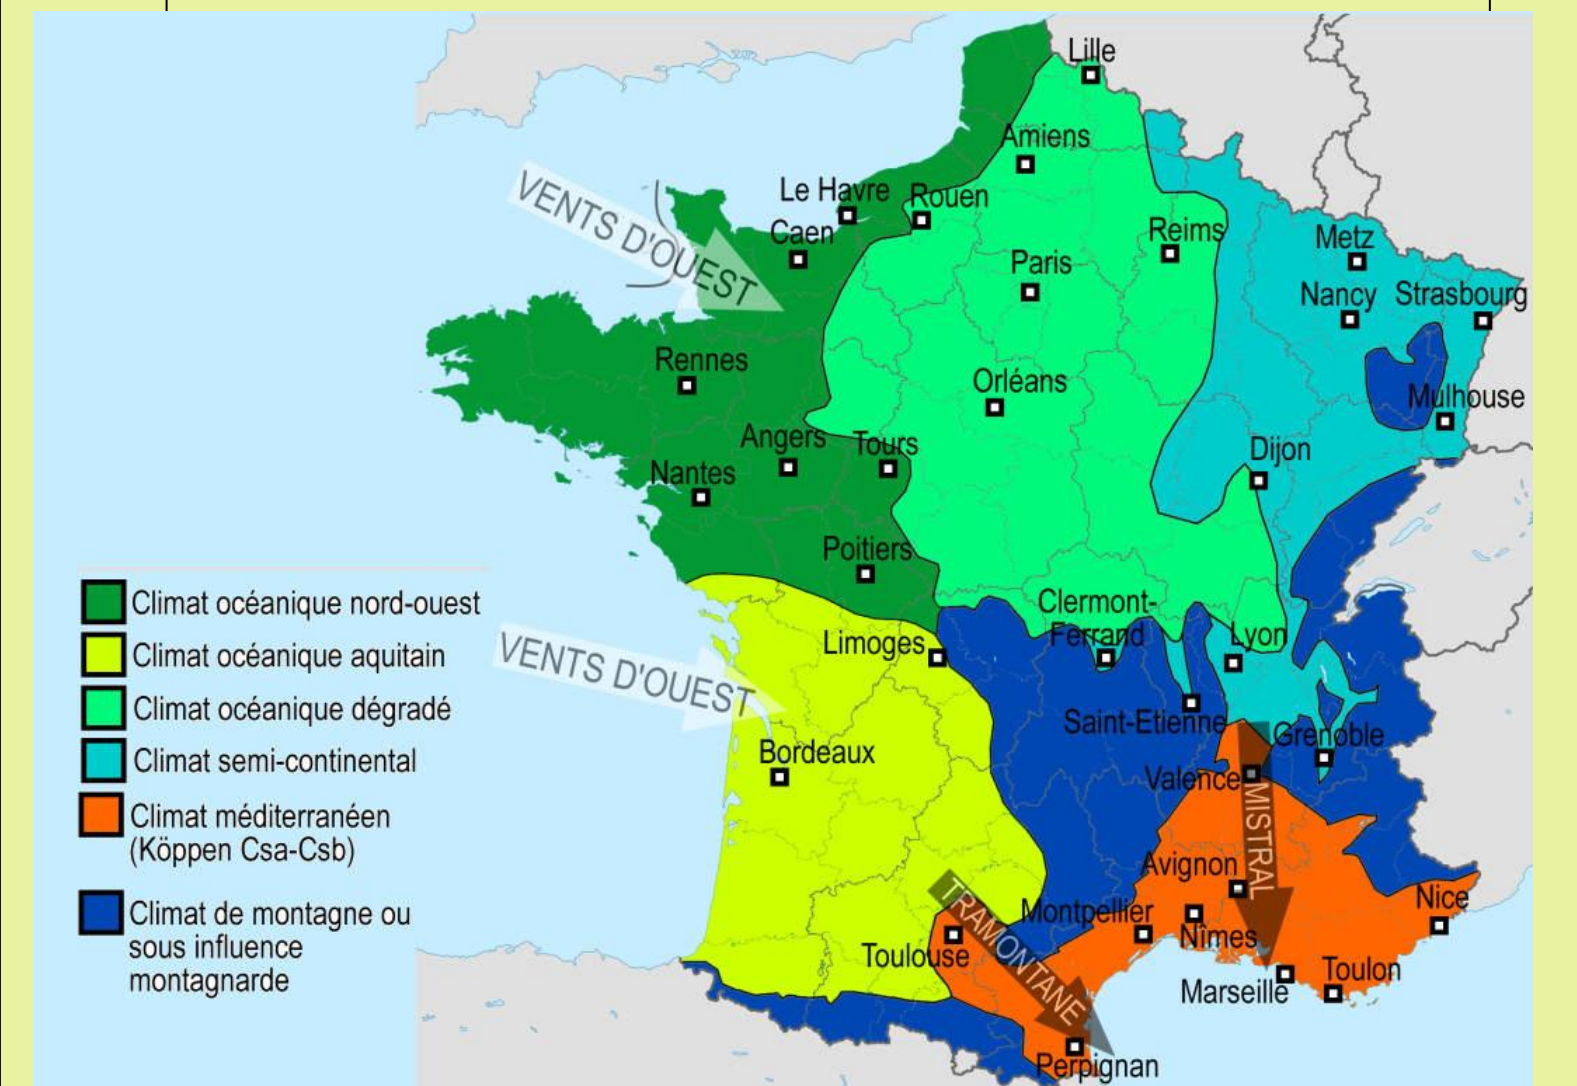 Lille
Amiens
Le Havre
Rouen
VENTS D'OUEST
Caen
Reims
Metz
Paris
Nancy
Strasbourg
Rennes
Orléans
Mulhouse
Angers
Tours
Dijon
Nantes
Poitiers
Climat océanique nord-ouest
Climat océanique aquitain
Climat océanique dégradé
Climat semi-continental
Climat méditerranéen
(Köppen Csa-Csb)
Climat de montagne ou
sous influence
montagnarde
Clermont-
Ferrand
Lyon
Limoges
VENTS D'OUEST
Saint-Etienne
Grenoble
Bordeaux
Valence
MISTRAL
Avignon
TRAMONTANE
Montpellier
Nice
Nîmes
Toulouse
Toulon
Marseille
Perpignan